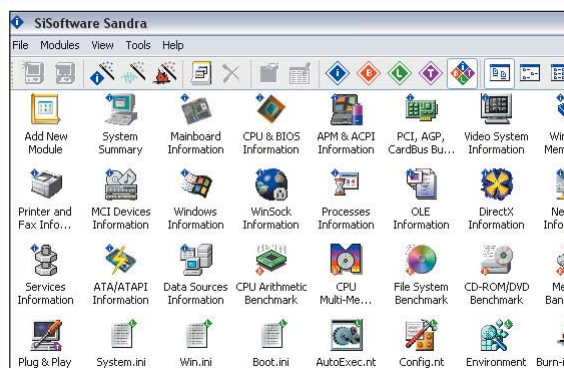 SiSoftware Sandra
File Modules View Tools Help
Add New Module
System Summary
Mainboard Information
CPU & BIOS Information
APM & ACPI Information
PCI, AGP, CardBus Bu...
Video System Information
Printer and Fax Info...
MCI Devices Information
Windows Information
WinSock Information
Processes Information
OLE Information
DirectX Information
Services Information
ATA/ATAPI Information
Data Sources Information
CPU Arithmetic Benchmark
CPU Multi-Me...
File System Benchmark
CD-ROM/DVD Benchmark
Plug & Play
System.ini
Win.ini
Boot.ini
AutoExec.nt
Config.nt
Environment